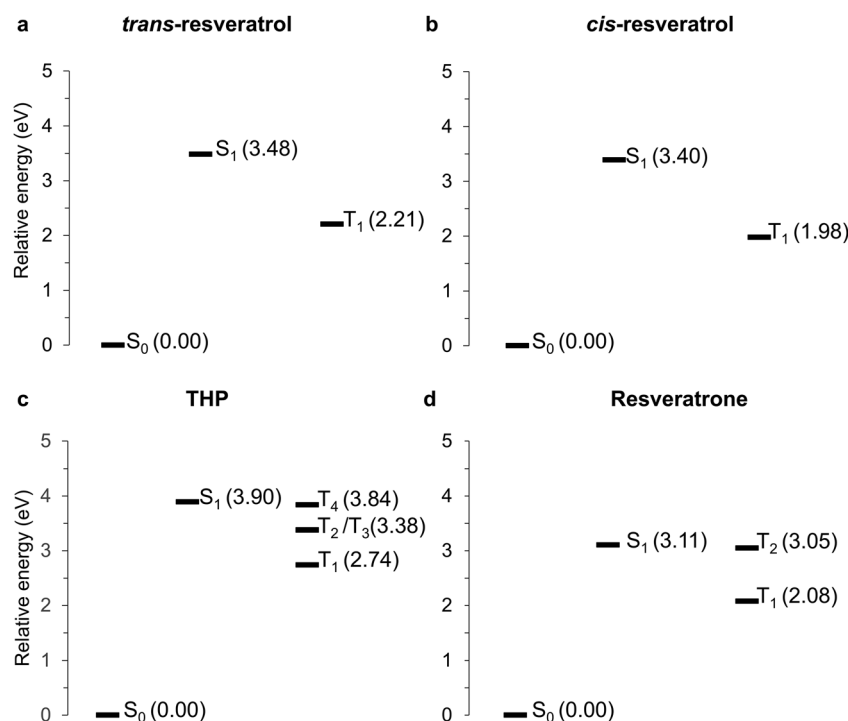 a trans-resveratrol
5
4
3
2
1
0
Relative energy (eV)
S₁ (3.48)
T₁ (2.21)
S₀ (0.00)
b cis-resveratrol
5
4
3
2
1
0
S₁ (3.40)
T₁ (1.98)
S₀ (0.00)
c THP
5
4
3
2
1
0
Relative energy (eV)
S₁ (3.90)
T₄ (3.84)
T₂ /T₃(3.38)
T₁ (2.74)
S₀ (0.00)
d Resveratrone
5
4
3
2
1
0
S₁ (3.11)
T₂ (3.05)
T₁ (2.08)
S₀ (0.00)